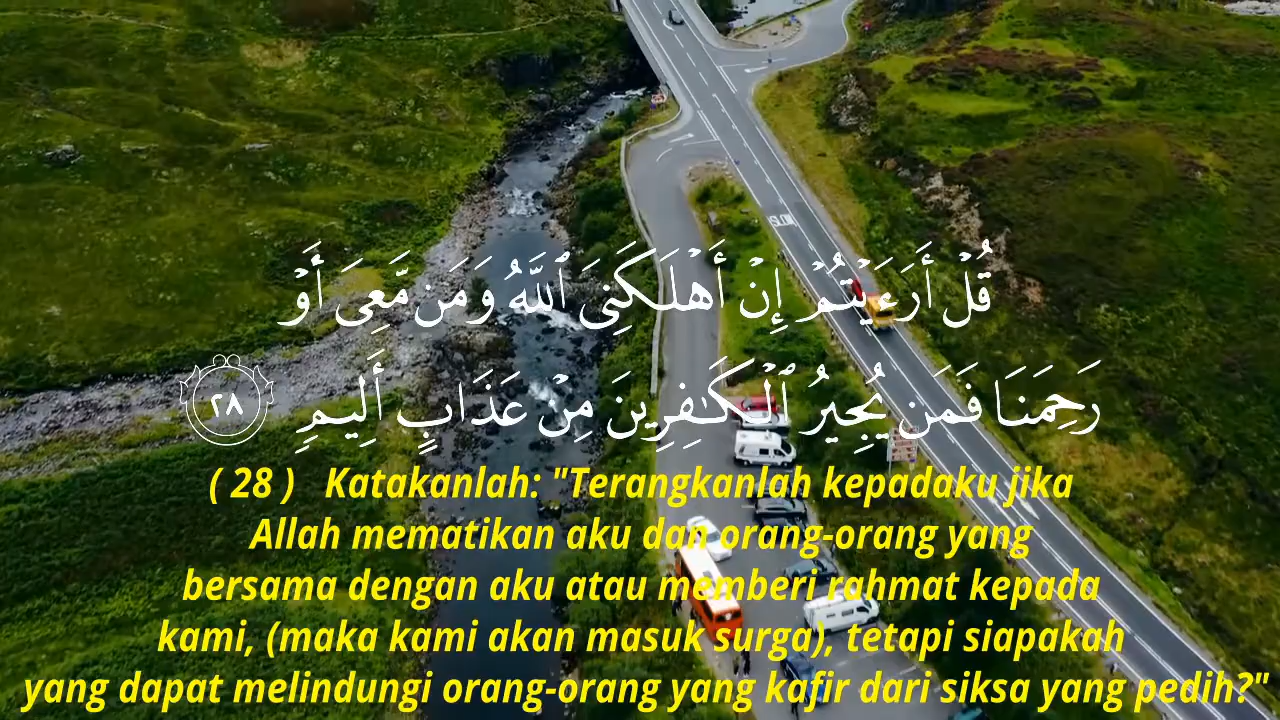 قُلْ أَرَءَيْتُمْ إِنْ أَهْلَكَنِىَ ٱللَّهُ وَمَن مَّعِىَ أَوْ
رَحِمَنَا فَمَن يُجِيرُ ٱلْكَـٰفِرِينَ مِنْ عَذَابٍ أَلِيمٍ ٢٨
( 28 ) Katakanlah: "Terangkanlah kepadaku jika
Allah mematikan aku dan orang-orang yang
bersama dengan aku atau memberi rahmat kepada
kami, (maka kami akan masuk surga), tetapi siapakah
yang dapat melindungi orang-orang yang kafir dari siksa yang pedih?"